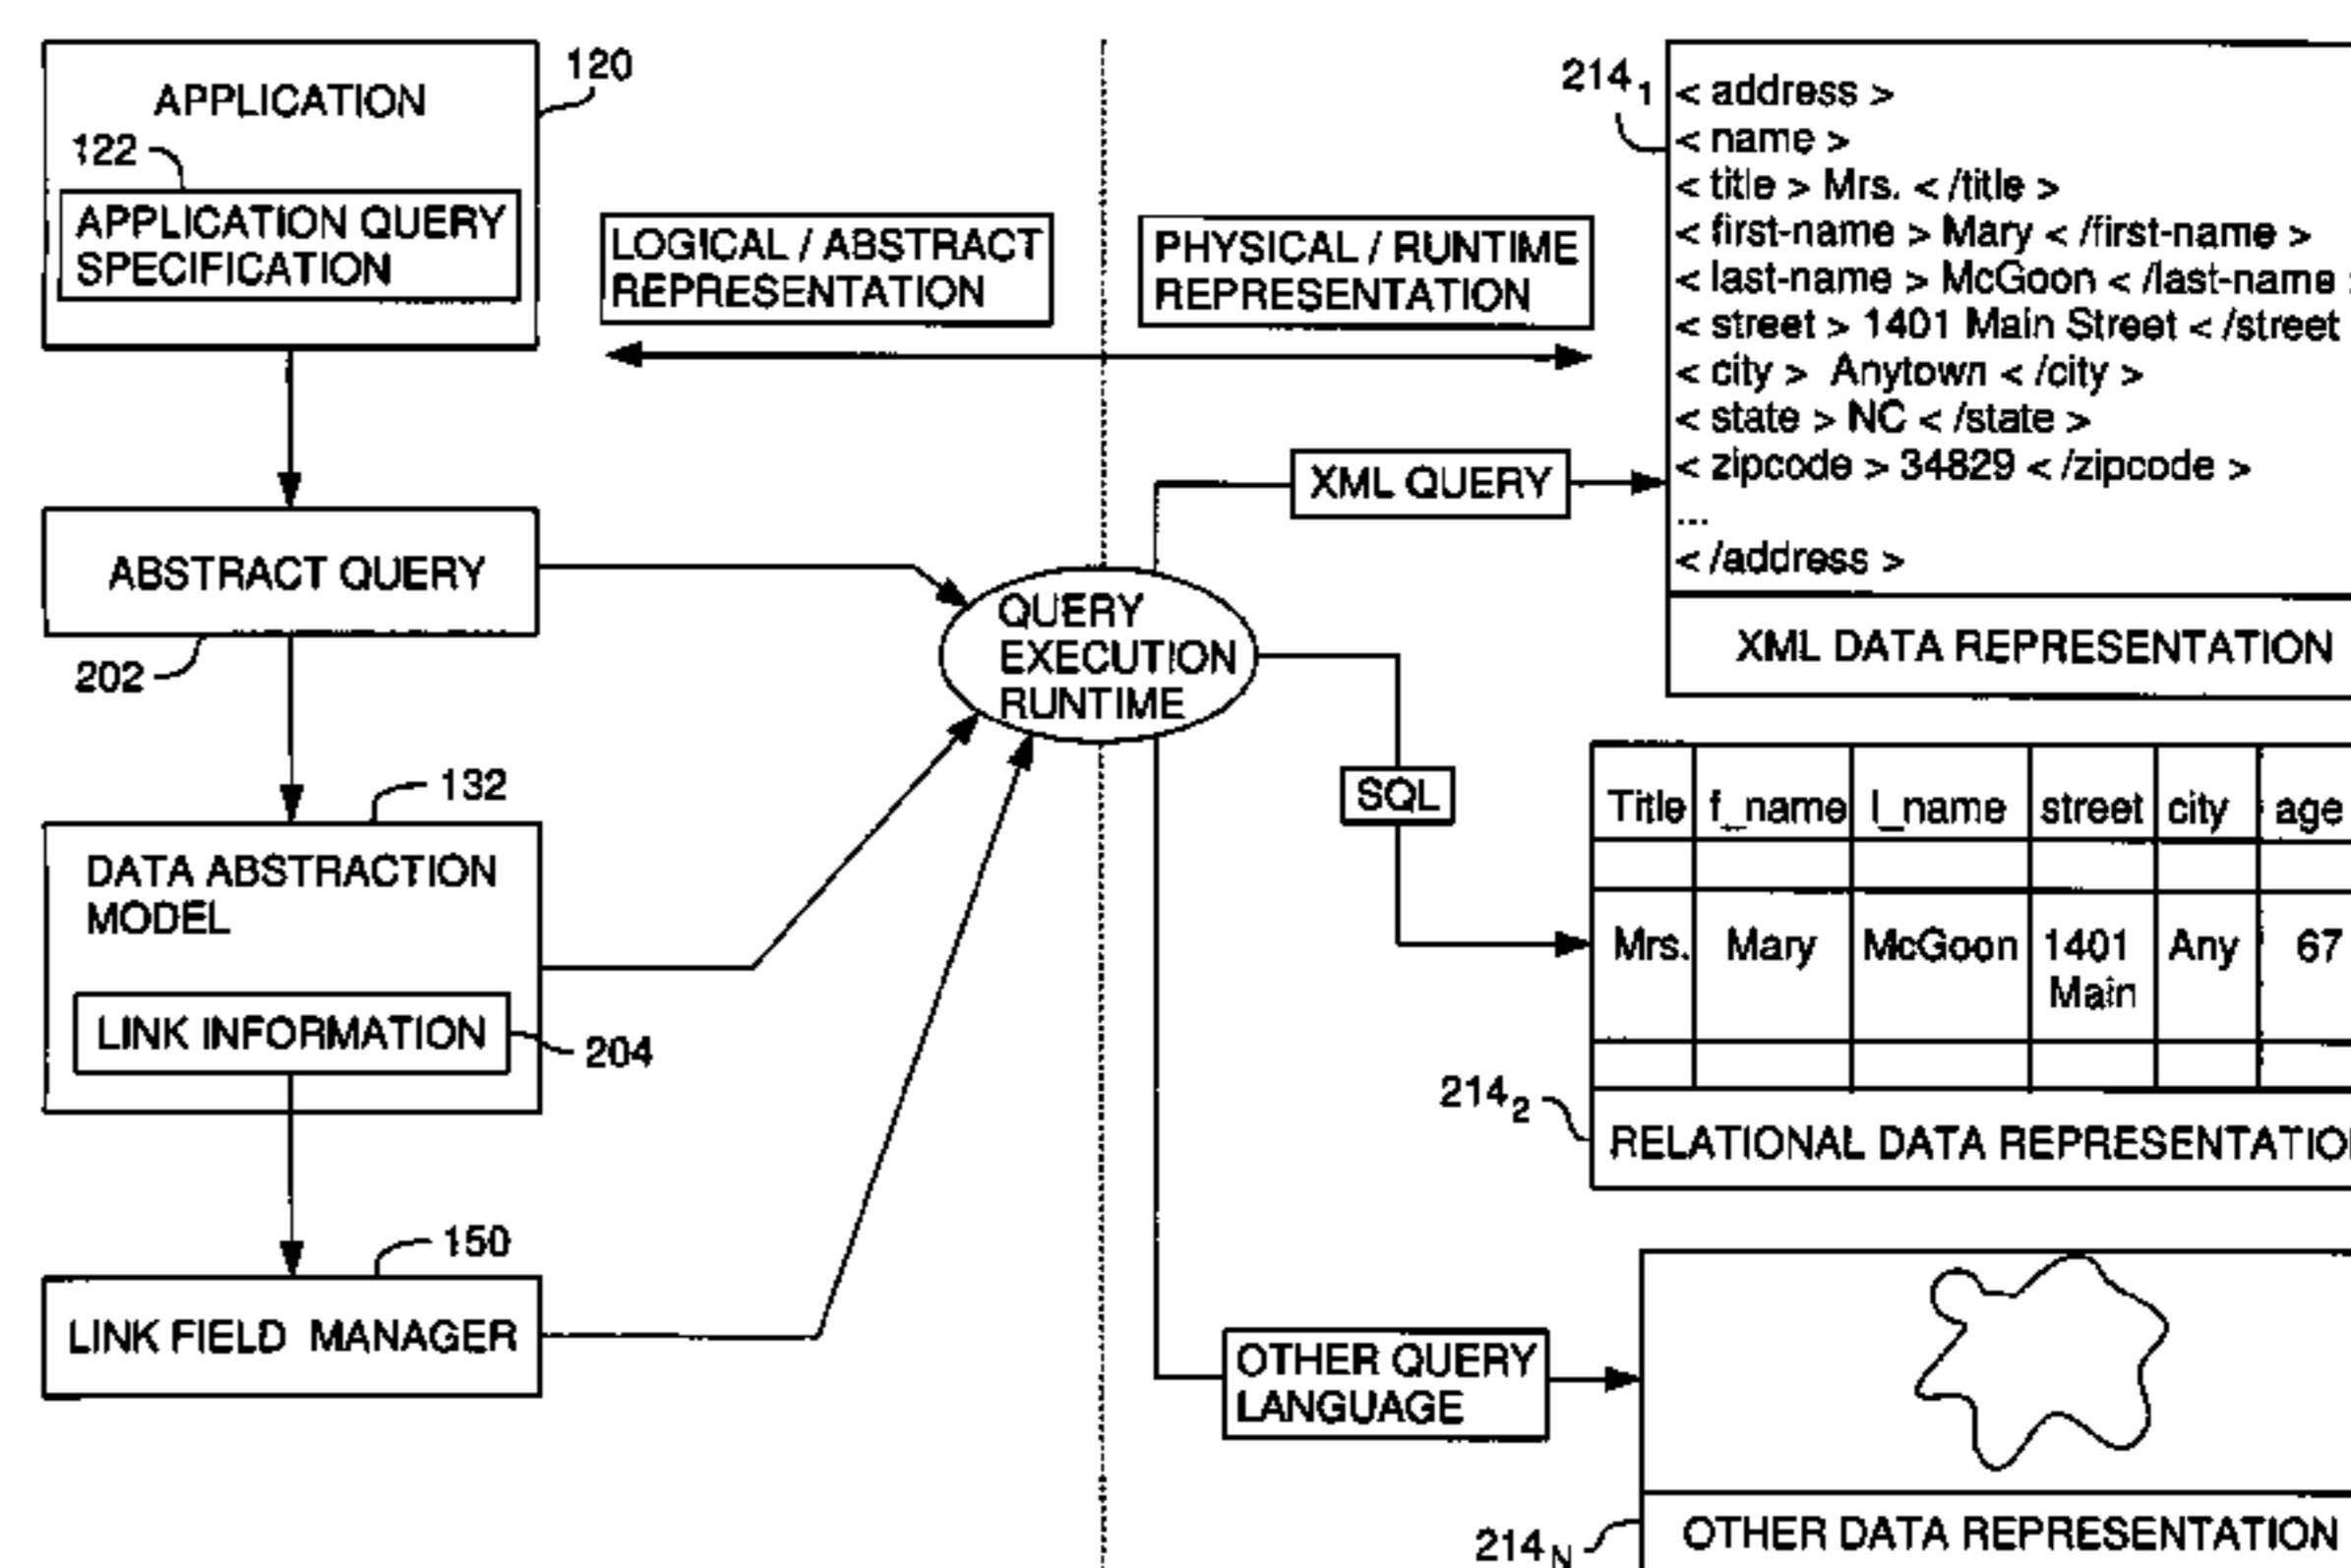 APPLICATION
120
122
APPLICATION QUERY
SPECIFICATION
LOGICAL / ABSTRACT
REPRESENTATION
PHYSICAL / RUNTIME
REPRESENTATION
214₁
< address >
< name >
< title > Mrs. < /title >
< first-name > Mary < /first-name >
< last-name > McGoon < /last-name >
< street > 1401 Main Street < /street
< city > Anytown < /city >
< state > NC < /state >
< zipcode > 34829 < /zipcode >
...
< /address >
XML DATA REPRESENTATION
XML QUERY
ABSTRACT QUERY
202
QUERY
EXECUTION
RUNTIME
132
DATA ABSTRACTION
MODEL
LINK INFORMATION
204
SQL
Title f_name l_name street city age
Mrs. Mary McGoon 1401 Any 67
Main
214₂
RELATIONAL DATA REPRESENTATIO
150
LINK FIELD MANAGER
OTHER QUERY
LANGUAGE
214N
OTHER DATA REPRESENTATION